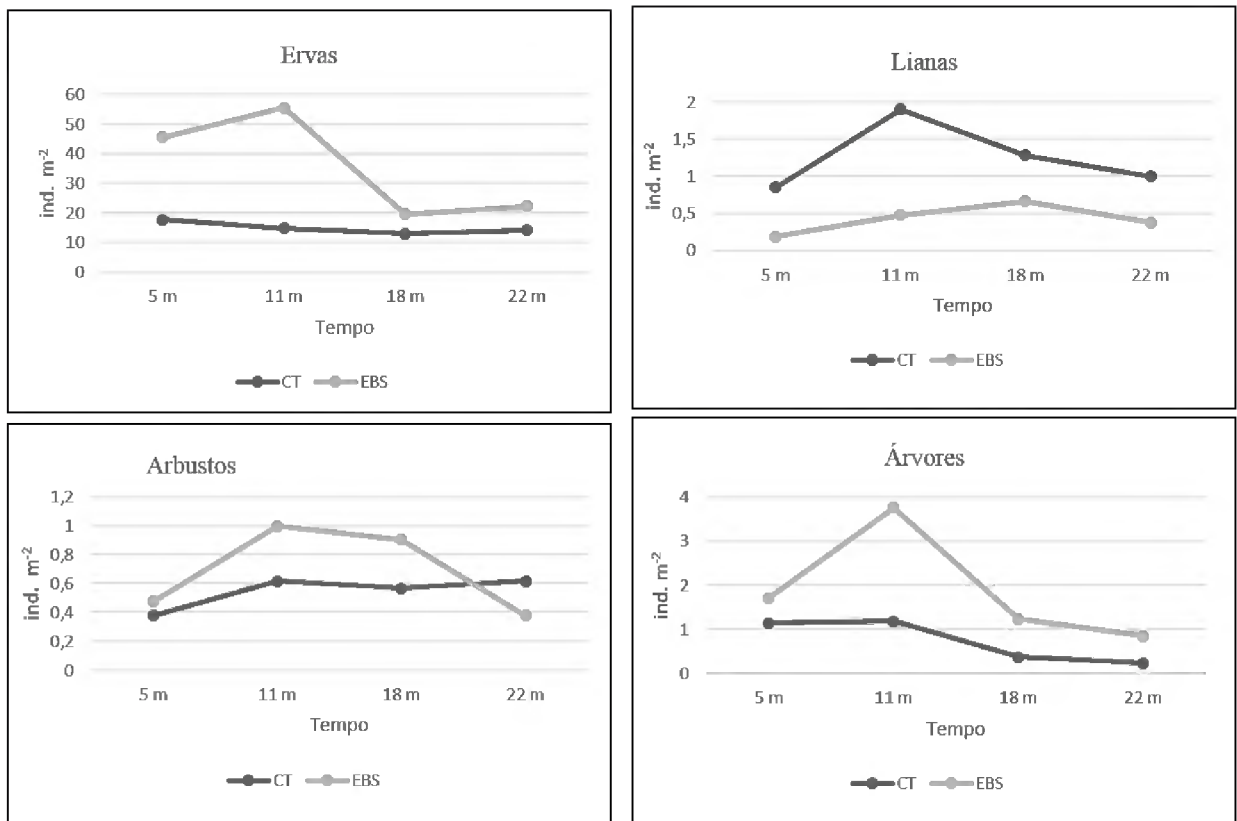 Ervas
ind. m-2
60
50
40
30
20
10
0
5 m 11 m 18 m 22 m
Tempo
CT EBS
Lianas
ind. m-2
2
1,5
1
0,5
0
5 m 11 m 18 m 22 m
Tempo
CT EBS
Arbustos
ind. m-2
1,2
1
0,8
0,6
0,4
0,2
0
5 m 11 m 18 m 22 m
Tempo
CT EBS
Árvores
ind. m-2
4
3
2
1
0
5 m 11 m 18 m 22 m
Tempo
CT EBS